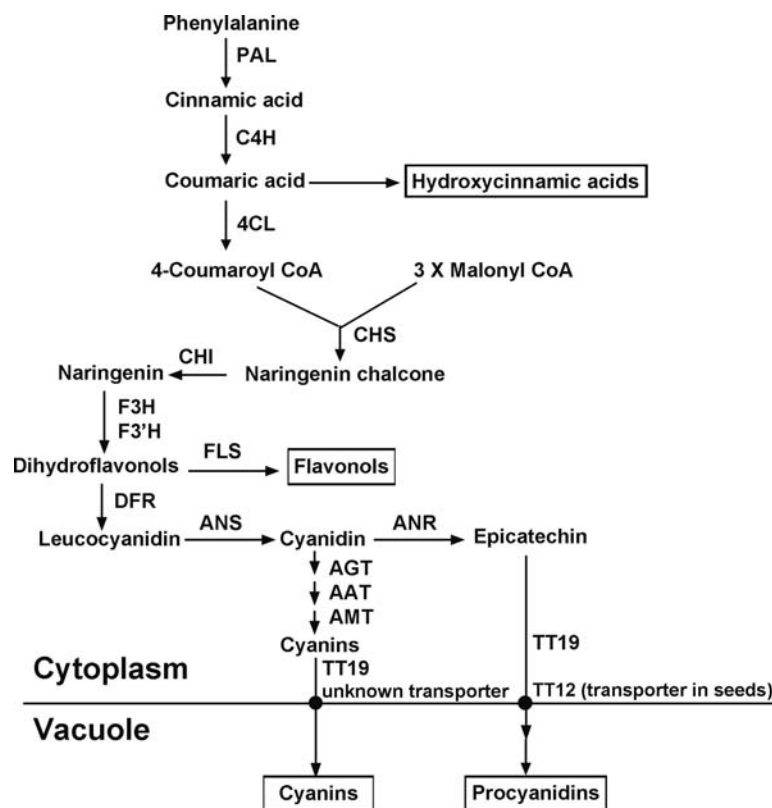 Phenylalanine
PAL
Cinnamic acid
C4H
Coumaric acid
Hydroxycinnamic acids
4CL
4-Coumaroyl CoA
3 X Malonyl CoA
CHS
CHI
Naringenin
Naringenin chalcone
F3H
F3'H
Dihydroflavonols
FLS
Flavonols
DFR
Leucocyanidin
ANS
Cyanidin
ANR
Epicatechin
AGT
AAT
AMT
Cyanins
Cytoplasm
TT19
unknown transporter
TT19
TT12 (transporter in seeds)
Vacuole
Cyanins
Procyanidins